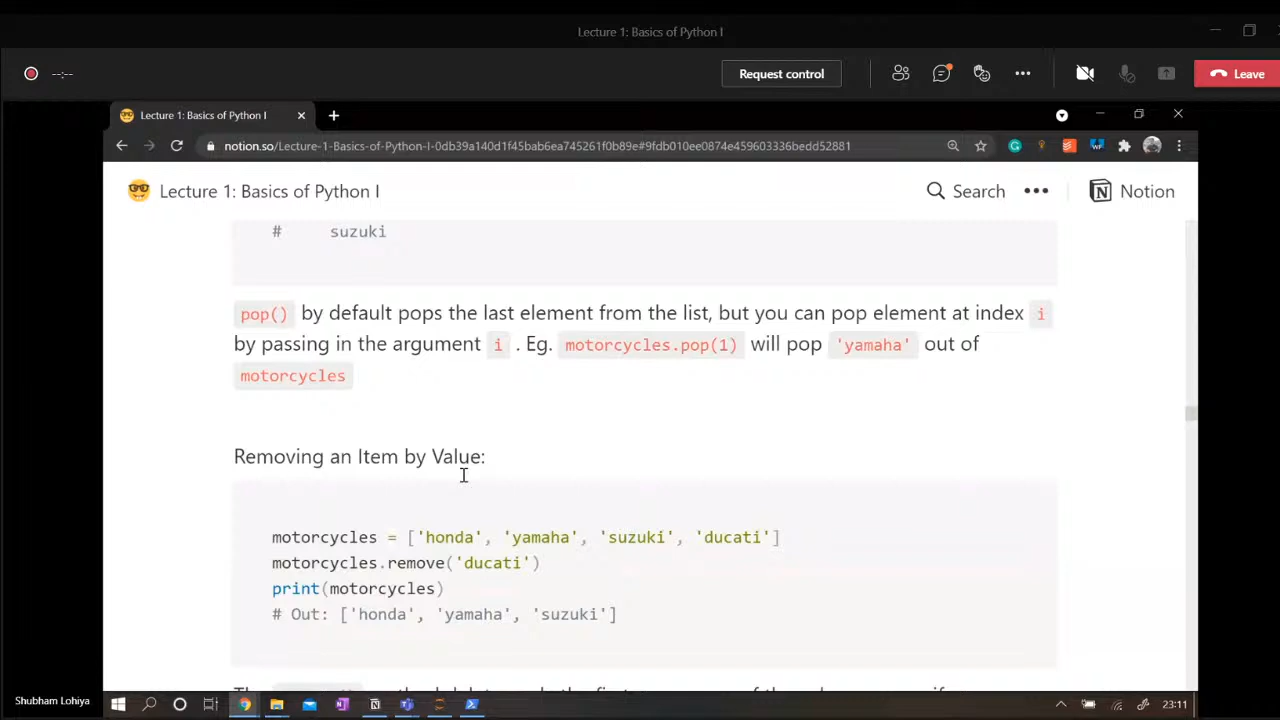 Lecture 1: Basics of Python I
--:--
Request control
Leave
Lecture 1: Basics of Python I
notion.so/Lecture-1-Basics-of-Python-I-0db39a140d1f45bab6ea745261f0b89e#9fdb010ee0874e459603336bedd52881
Lecture 1: Basics of Python I
Search
Notion
# suzuki
pop() by default pops the last element from the list, but you can pop element at index i
by passing in the argument i . Eg. motorcycles.pop(1) will pop 'yamaha' out of
motorcycles
Removing an Item by Value:
motorcycles = ['honda', 'yamaha', 'suzuki', 'ducati']
motorcycles.remove('ducati')
print(motorcycles)
# Out: ['honda', 'yamaha', 'suzuki']
Shubham Lohiya
23:11